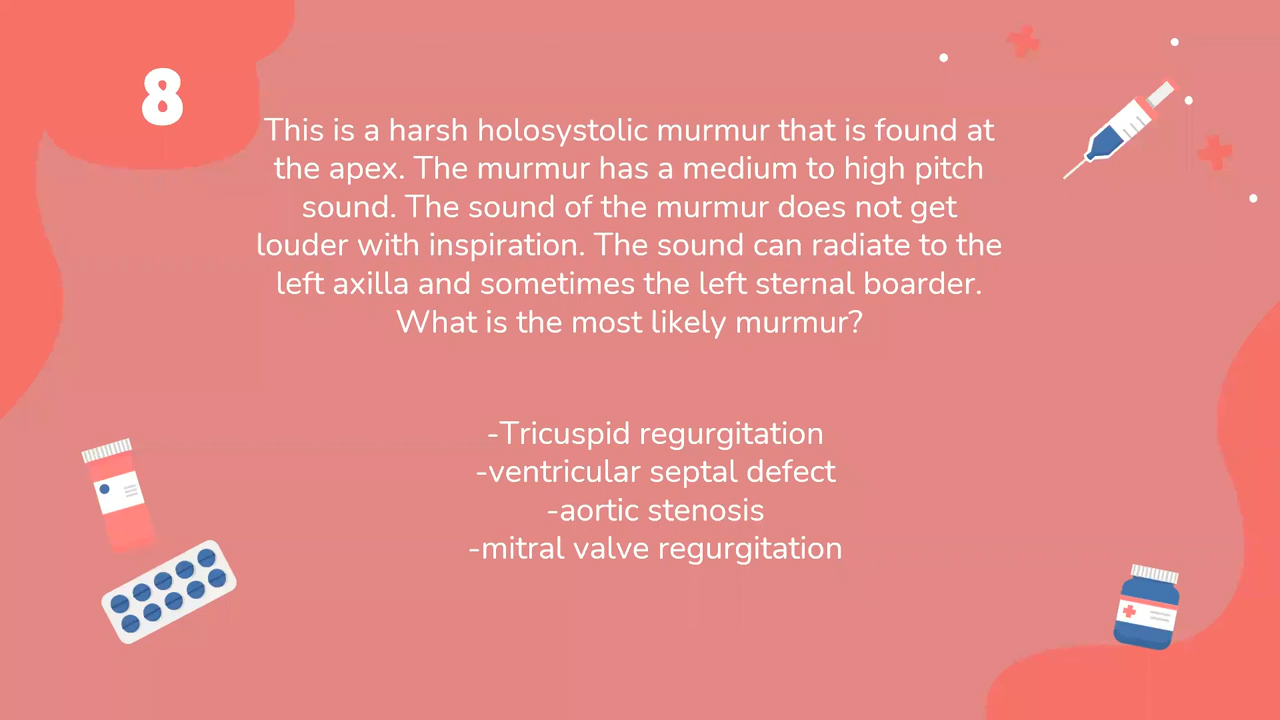 8
This is a harsh holosystolic murmur that is found at
the apex. The murmur has a medium to high pitch
sound. The sound of the murmur does not get
louder with inspiration. The sound can radiate to the
left axilla and sometimes the left sternal boarder.
What is the most likely murmur?
-Tricuspid regurgitation
-ventricular septal defect
-aortic stenosis
-mitral valve regurgitation